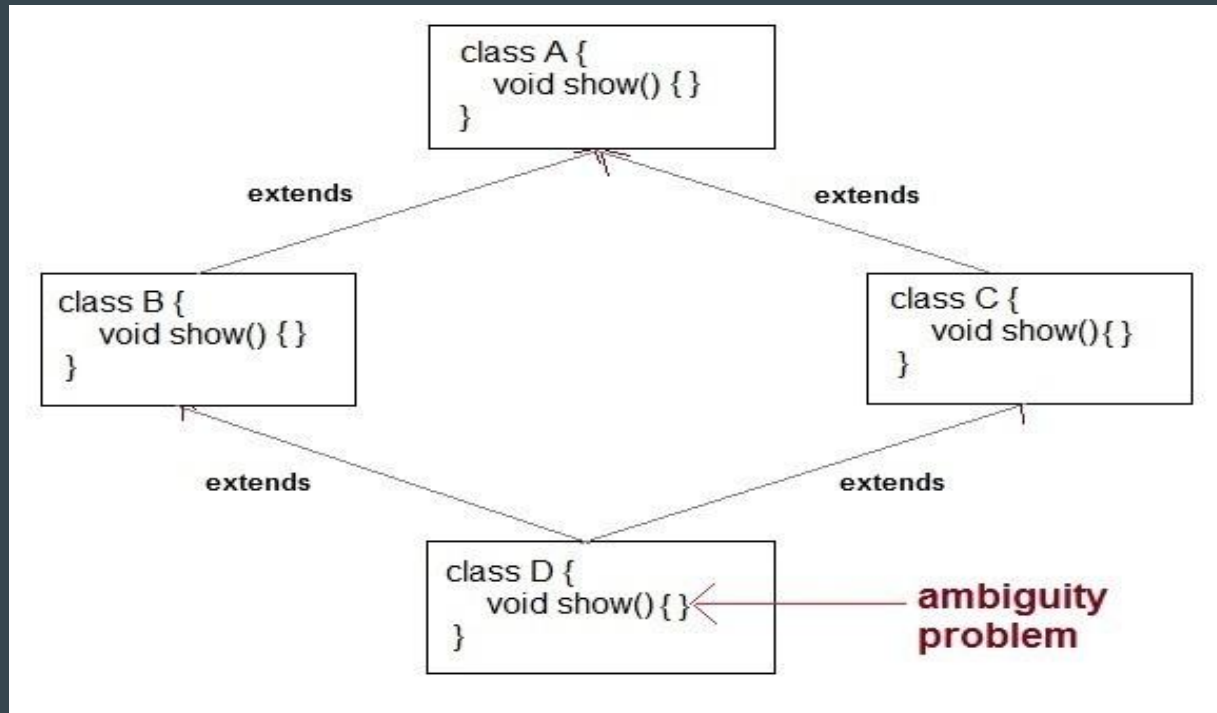 class A {
void show() { }
}
extends
extends
class B {
void show() { }
}
class C {
void show(){ }
}
extends
extends
class D {
void show(){ }
}
ambiguity
problem